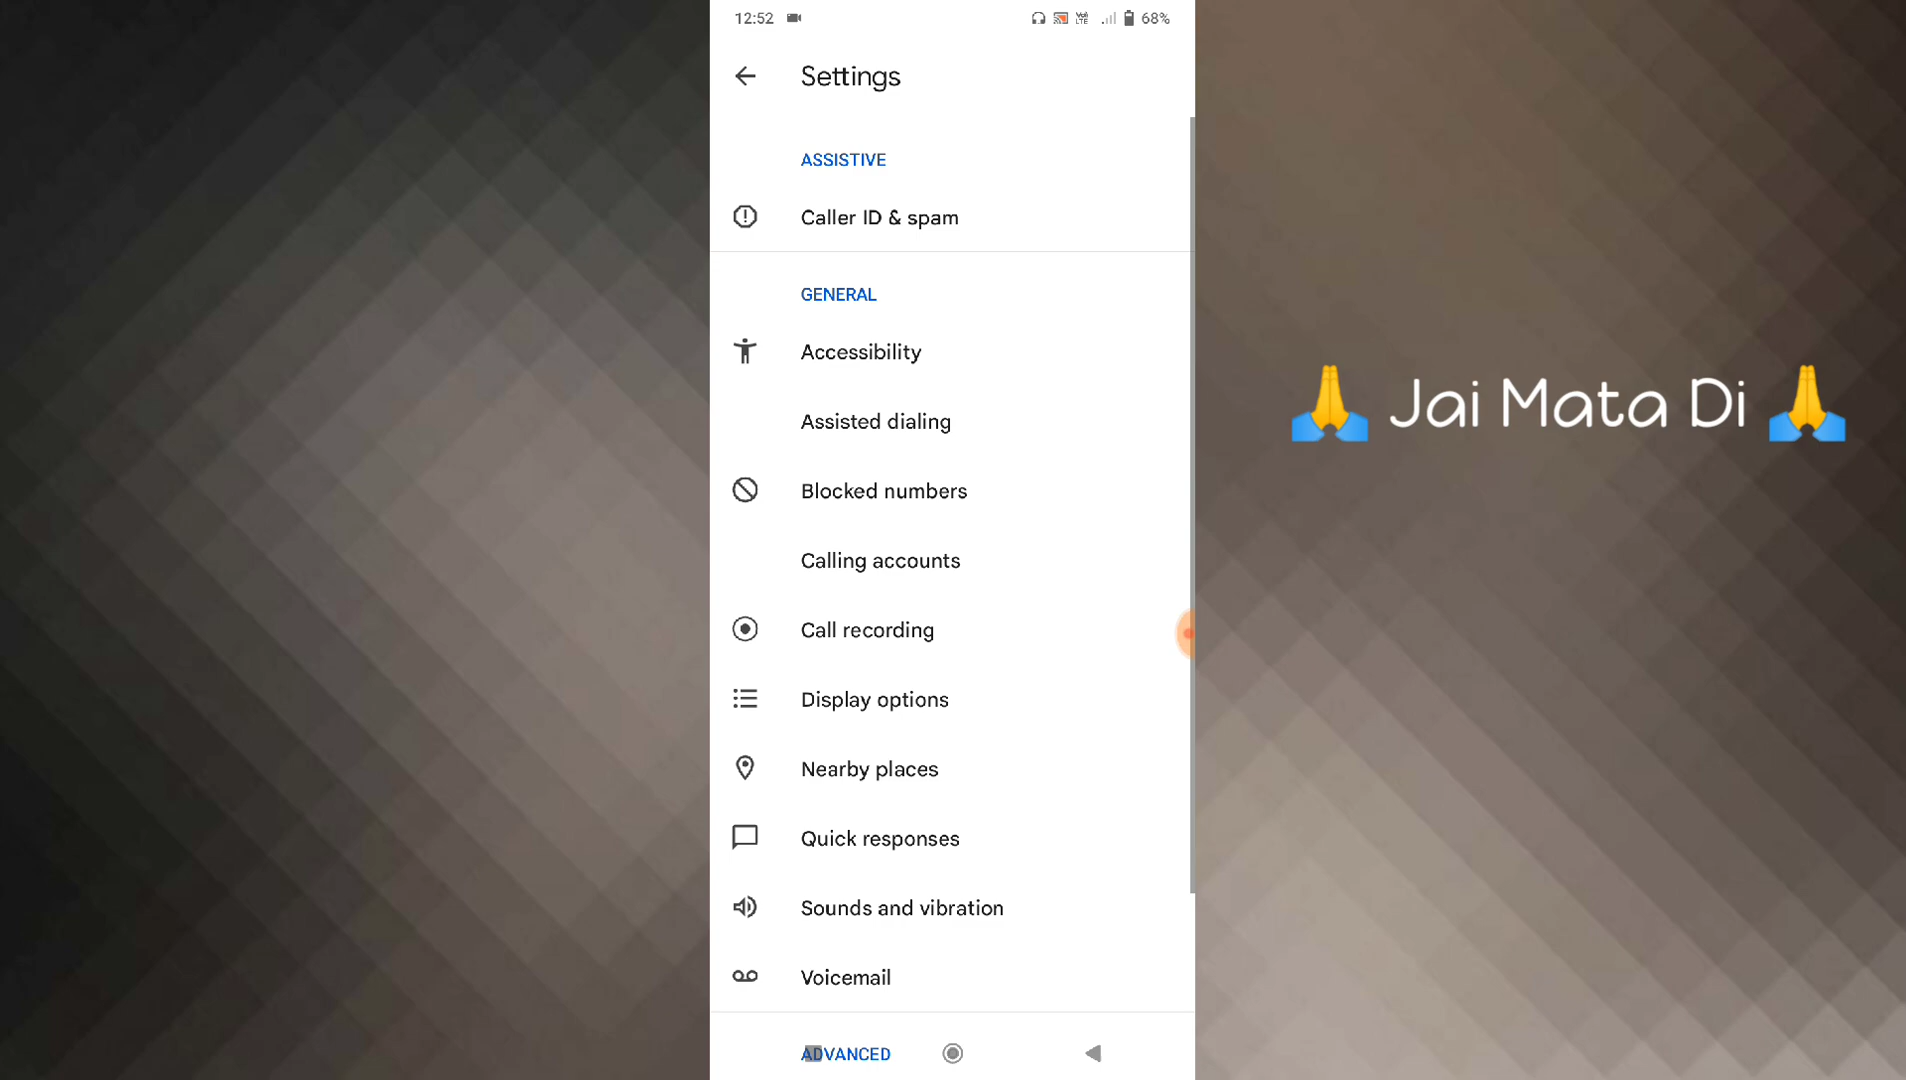 12:52 68%
Settings
ASSISTIVE
Caller ID & spam
GENERAL
Accessibility
Assisted dialing
Blocked numbers
Calling accounts
Call recording
Display options
Nearby places
Quick responses
Sounds and vibration
Voicemail
ADVANCED
🙏 Jai Mata Di 🙏